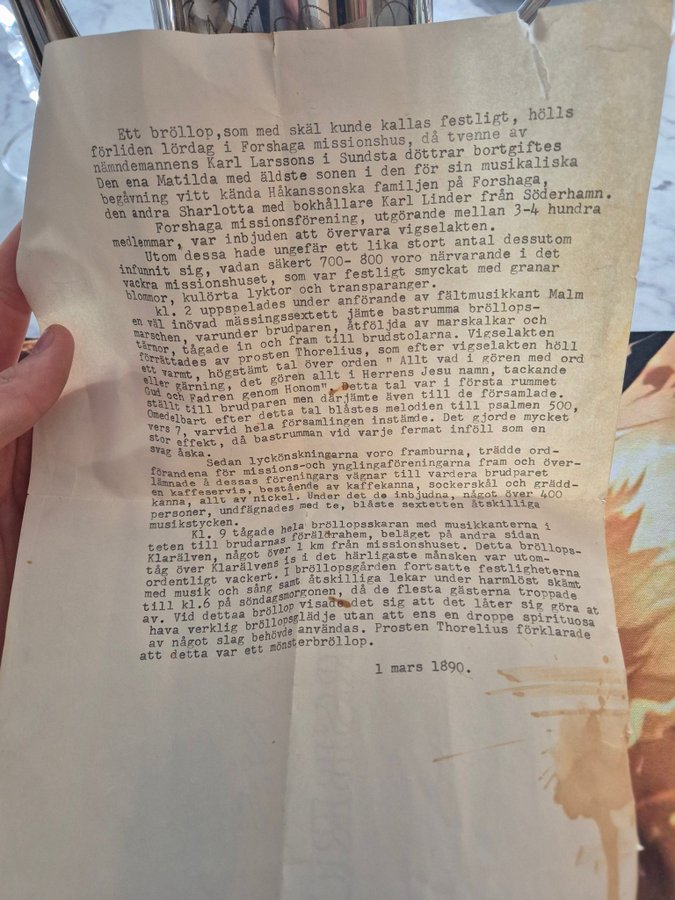 Ett bröllop,som med skäl kunde kallas festligt, hölls
förliden lördag i Forshaga missionshus, då tvenne av
nämndemannens Karl Larssons i Sundsta döttrar bortgiftes
Den ena Matilda med äldste sonen i den för sin musikaliska
begåvning vitt kända Håkanssonska familjen på Forshaga,
den andra Sharlotta med bokhållare Karl Linder från Söderhamn.
Forshaga missionsförening, utgörande mellan 3-4 hundra
medlemmar, var inbjuden att övervara vigselakten.
Utom dessa hade ungefär ett lika stort antal dessutom
infunnit sig, vadan säkert 700- 800 voro närvarande i det
vackra missionshuset, som var festligt smyckat med granar
blommor, kulörta lyktor och transparanger.
kl. 2 uppspelades under anförande av fältmusikkant Malm
en väl inövad mässingssextett jämte bastrumma bröllops-
marschen, varunder brudparen, åtföljda av marskalkar och
tärnor, tågade in och fram till brudstolarna. Vigselakten
förrättades av prosten Thorelius, som efter vigselakten höll
ett varmt, högstämt tal över orden " Allt vad i gören med ord
eller gärning, det gören allt i Herrens Jesu namn, tackande
Gud och Fadren genom Honom". Detta tal var i första rummet
ställt till brudparen men därjämte även till de församlade.
Omedelbart efter detta tal blåstes melodien till psalmen 500,
vers 7, varvid hela församlingen instämde. Det gjorde mycket
stor effekt, då bastrumman vid varje fermat inföll som en
svag åska.
Sedan lyckönskningarna voro framburna, trädde ord-
förandena för missions-och ynglingaföreningarna fram och över-
lämnade å dessas föreningars vägnar till vardera brudparet
en kaffeservis, bestående av kaffekanna, sockerskål och grädd-
kanna, allt av nickel. Under det de inbjudna, något över 400
personer, undfägnades med te, blåste sextetten åtskilliga
musikstycken.
Kl. 9 tågade hela bröllopsskaran med musikkanterna i
teten till brudarnas föräldrahem, beläget på andra sidan
Klarälven, något över 1 km från missionshuset. Detta bröllops-
tåg över Klarälvens is i det härligaste månsken var utom-
ordentligt vackert. I bröllopsgården fortsatte festligheterna
med musik och sång samt åtskilliga lekar under harmlöst skämt
till kl.6 på söndagsmorgonen, då de flesta gästerna troppade
av. Vid dettaa bröllop visade det sig att det låter sig göra at
hava verklig bröllopsglädje utan att ens en droppe spirituosa
av något slag behövde användas. Prosten Thorelius förklarade
att detta var ett mönsterbröllop.
1 mars 1890.